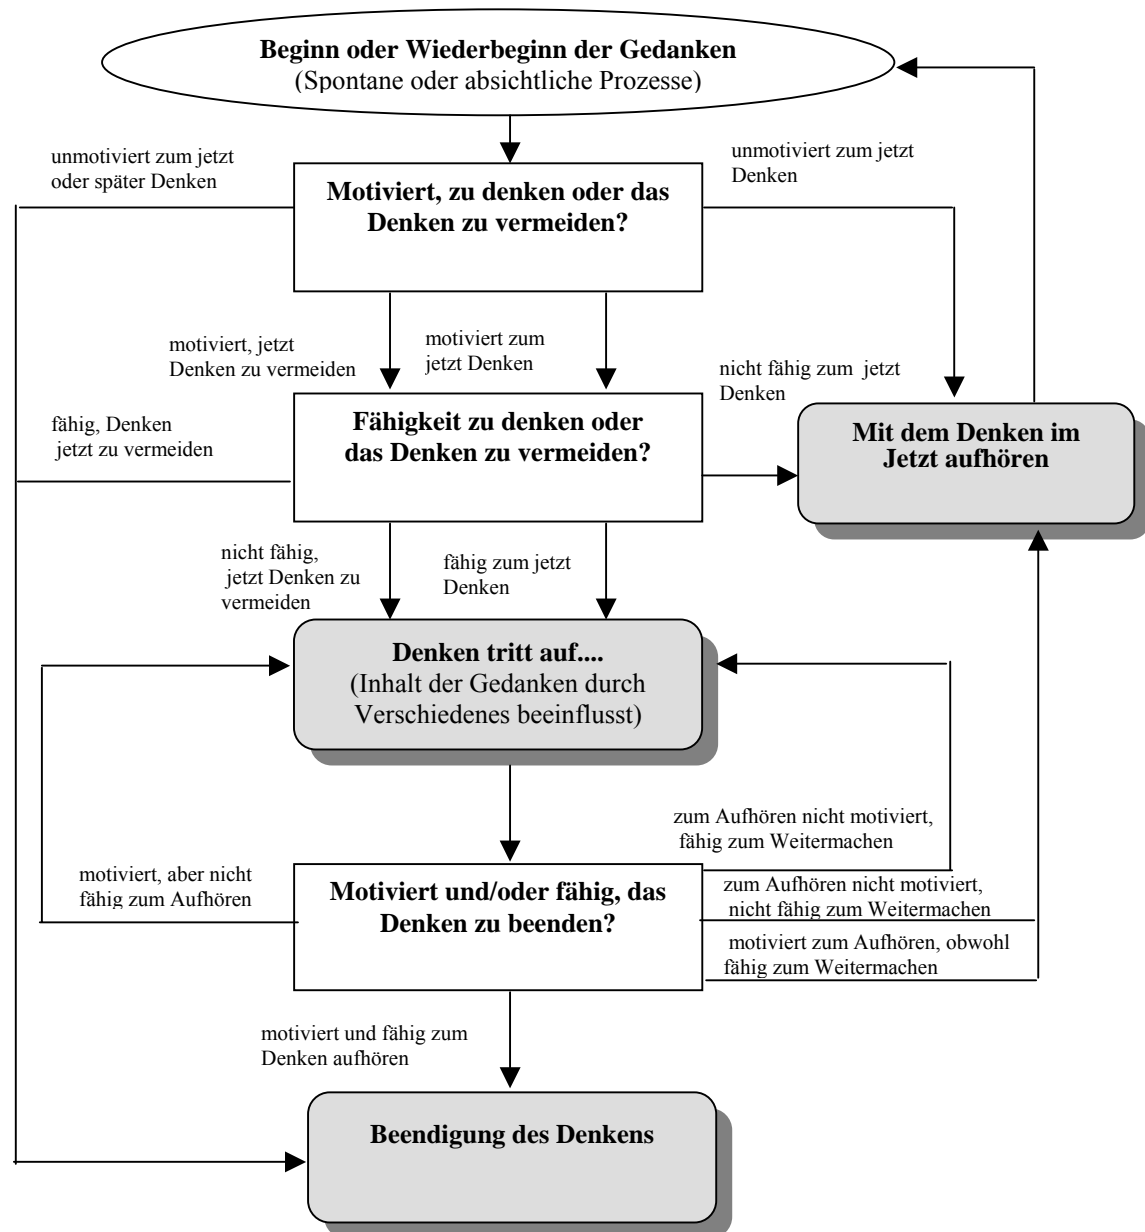 Beginn oder Wiederbeginn der Gedanken
(Spontane oder absichtliche Prozesse)
unmotiviert zum jetzt
oder später Denken
unmotiviert zum jetzt
Denken
Motiviert, zu denken oder das
Denken zu vermeiden?
motiviert, jetzt
Denken zu vermeiden
motiviert zum
jetzt Denken
nicht fähig zum jetzt
Denken
fähig, Denken
jetzt zu vermeiden
Fähigkeit zu denken oder
das Denken zu vermeiden?
Mit dem Denken im
Jetzt aufhören
nicht fähig,
jetzt Denken zu
vermeiden
fähig zum jetzt
Denken
Denken tritt auf....
(Inhalt der Gedanken durch
Verschiedenes beeinflusst)
zum Aufhören nicht motiviert,
fähig zum Weitermachen
motiviert, aber nicht
fähig zum Aufhören
Motiviert und/oder fähig, das
Denken zu beenden?
zum Aufhören nicht motiviert,
nicht fähig zum Weitermachen
motiviert zum Aufhören, obwohl
fähig zum Weitermachen
motiviert und fähig zum
Denken aufhören
Beendigung des Denkens